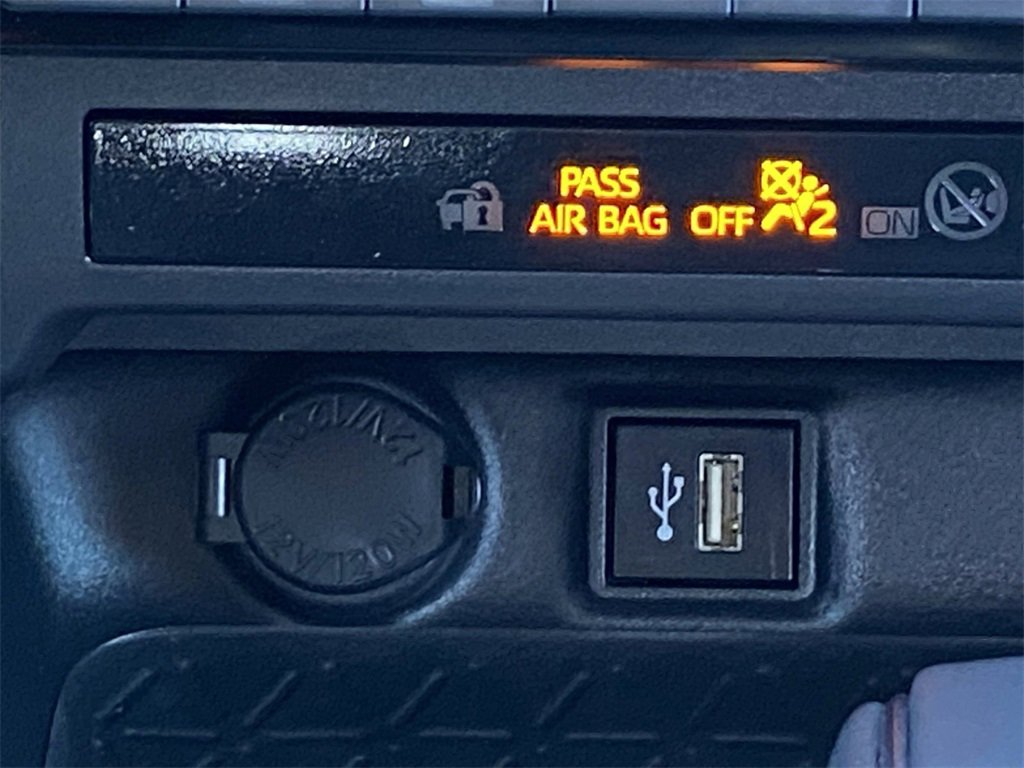 PASS
AIR BAG OFF 2 ON
12V/120W